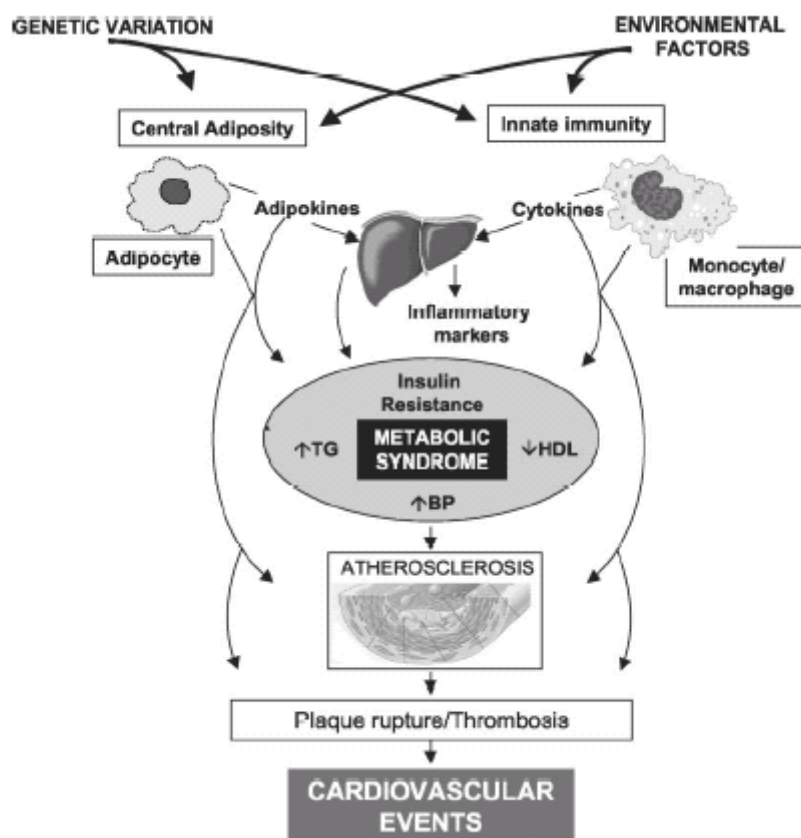 GENETIC VARIATION
ENVIRONMENTAL
FACTORS
Central Adiposity
Innate immunity
Adipokines
Cytokines
Adipocyte
Monocyte/
macrophage
Inflammatory
markers
Insulin
Resistance
↑TG
METABOLIC
SYNDROME
↓HDL
↑BP
ATHEROSCLEROSIS
Plaque rupture/Thrombosis
CARDIOVASCULAR
EVENTS